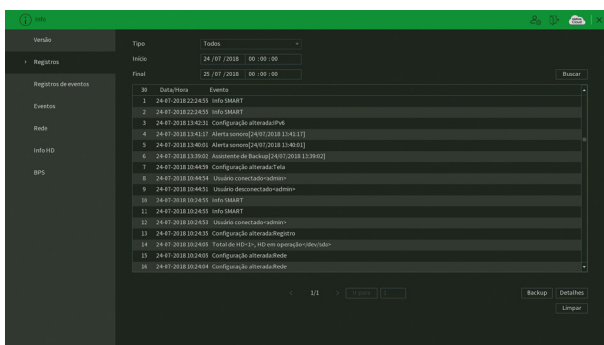 Info
Versão
Registros
Registros de eventos
Eventos
Rede
Info HD
BPS
Tipo Todos
Início 24 /07 /2018 00 : 00 : 00
Final 25 /07 /2018 00 : 00 : 00
Buscar
38 Data/Hora Evento
1 24-07-2018 22:24:55 Info SMART
2 24-07-2018 22:24:55 Info SMART
3 24-07-2018 13:42:31 Configuração alterada:IPv6
4 24-07-2018 13:41:17 Alerta sonoro[24/07/2018 13:41:17]
5 24-07-2018 13:40:01 Alerta sonoro[24/07/2018 13:40:01]
6 24-07-2018 13:39:02 Assistente de Backup[24/07/2018 13:39:02]
7 24-07-2018 10:44:59 Configuração alterada:Tela
8 24-07-2018 10:44:54 Usuário conectado<admin>
9 24-07-2018 10:44:51 Usuário desconectado<admin>
10 24-07-2018 10:24:55 Info SMART
11 24-07-2018 10:24:55 Info SMART
12 24-07-2018 10:24:53 Usuário conectado<admin>
13 24-07-2018 10:24:35 Configuração alterada:Registro
14 24-07-2018 10:24:05 Total de HD<1>, HD em operação</dev/sda>
15 24-07-2018 10:24:05 Configuração alterada:Rede
16 24-07-2018 10:24:04 Configuração alterada:Rede
1/1
Backup Detalhes
Limpar